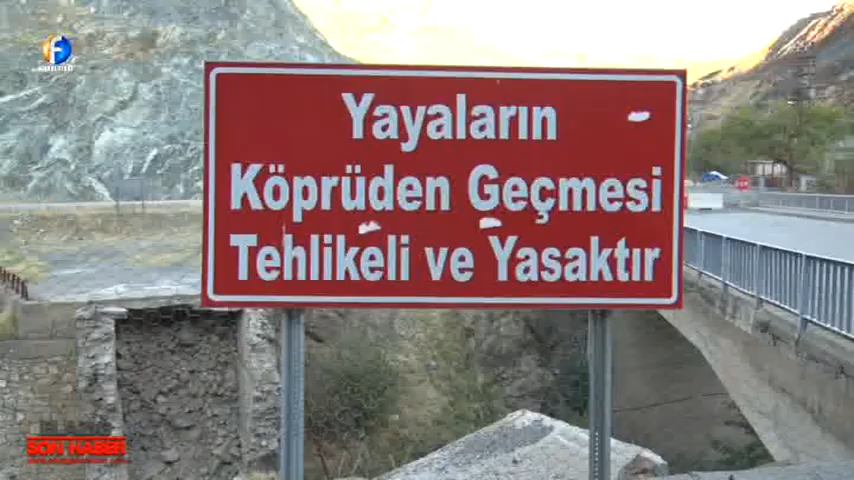 Yayaların
Köprüden Geçmesi
Tehlikeli ve Yasaktır
SON HABER